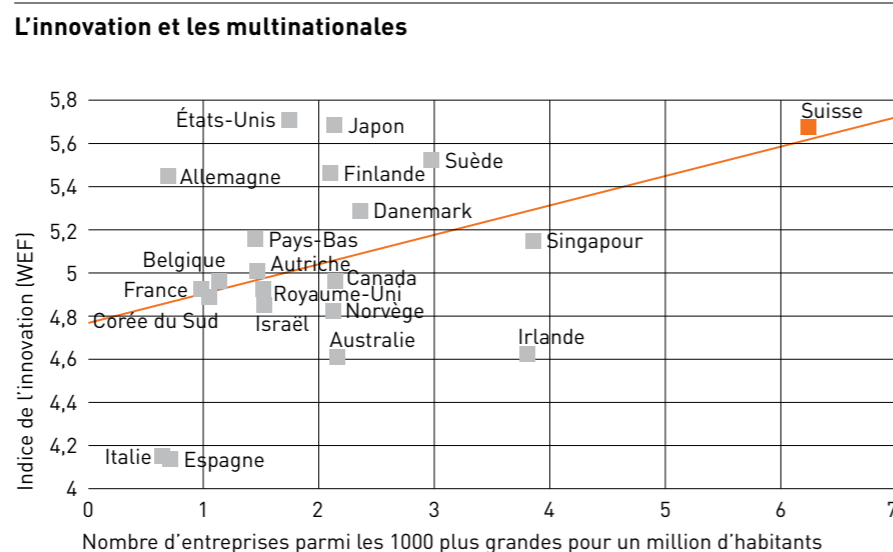 L’innovation et les multinationales
Indice de l’innovation (WEF)
5,8
5,6
5,4
5,2
5
4,8
4,6
4,4
4,2
4
États-Unis
Japon
Suisse
Allemagne
Finlande
Suède
Danemark
Pays-Bas
Singapour
Belgique
Autriche
Canada
France
Royaume-Uni
Corée du Sud
Israël
Norvège
Australie
Irlande
Italie
Espagne
0 1 2 3 4 5 6 7
Nombre d’entreprises parmi les 1000 plus grandes pour un million d’habitants